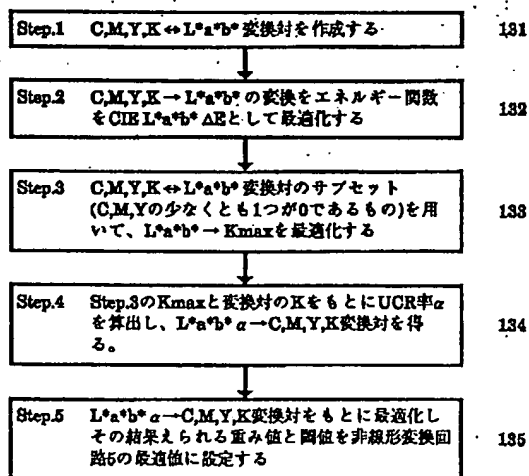 Step.1 C,M,Y,K⇔L*a*b*変換対を作成する 131
Step.2 C,M,Y,K→L*a*b*の変換をエネルギー関数
をCIE L*a*b* ΔEとして最適化する 132
Step.3 C,M,Y,K⇔L*a*b*変換対のサブセット
(C,M,Yの少なくとも1つが0であるもの)を用
いて、L*a*b*→Kmaxを最適化する 133
Step.4 Step.3のKmaxと変換対のKをもとにUCR率α
を算出し、L*a*b* α→C,M,Y,K変換対を得
る。 134
Step.5 L*a*b* α→C,M,Y,K変換対をもとに最適化し
その結果えられる重み値と閾値を非線形変換回
路5の最適値に設定する 135